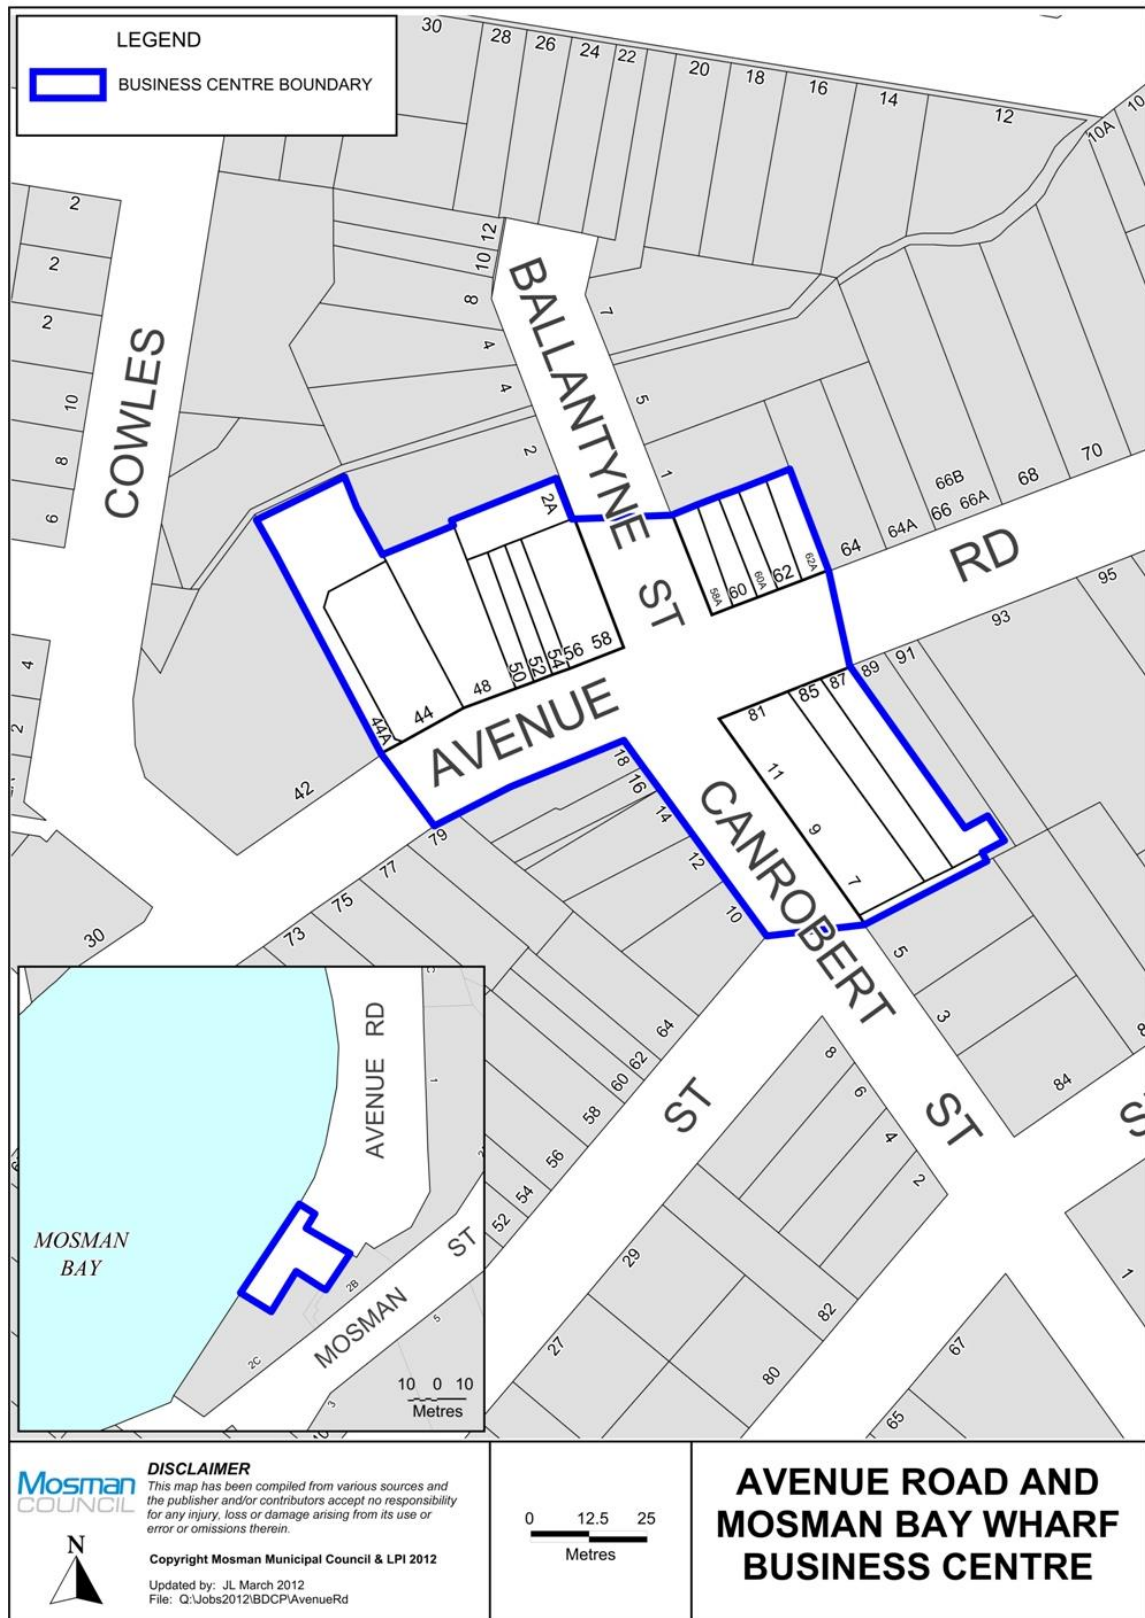 LEGEND
BUSINESS CENTRE BOUNDARY
30
28
26
24
22
20
18
16
14
12
10A
10
2
2
2
10
8
6
4
2
COWLES
12
10
8
4
4
2
2A
7
5
1
BALLANTYNE ST
44A
44
48
50
52
54
56
58
58A
60
60A
62
62A
64
64A
66
66B
66A
68
70
AVENUE RD
95
93
91
89
87
85
81
11
9
7
5
3
84
18
16
14
12
10
CANROBERT ST
42
30
79
77
75
73
64
62
60
58
56
54
52
ST
8
6
4
2
29
27
82
80
67
65
1
AVENUE RD
1
MOSMAN
BAY
2B
2C
MOSMAN ST
5
3
10 0 10
Metres
Mosman
COUNCIL
N
DISCLAIMER
This map has been compiled from various sources and
the publisher and/or contributors accept no responsibility
for any injury, loss or damage arising from its use or
error or omissions therein.
Copyright Mosman Municipal Council & LPI 2012
Updated by: JL March 2012
File: Q:\Jobs2012\BDCP\AvenueRd
0 12.5 25
Metres
AVENUE ROAD AND
MOSMAN BAY WHARF
BUSINESS CENTRE